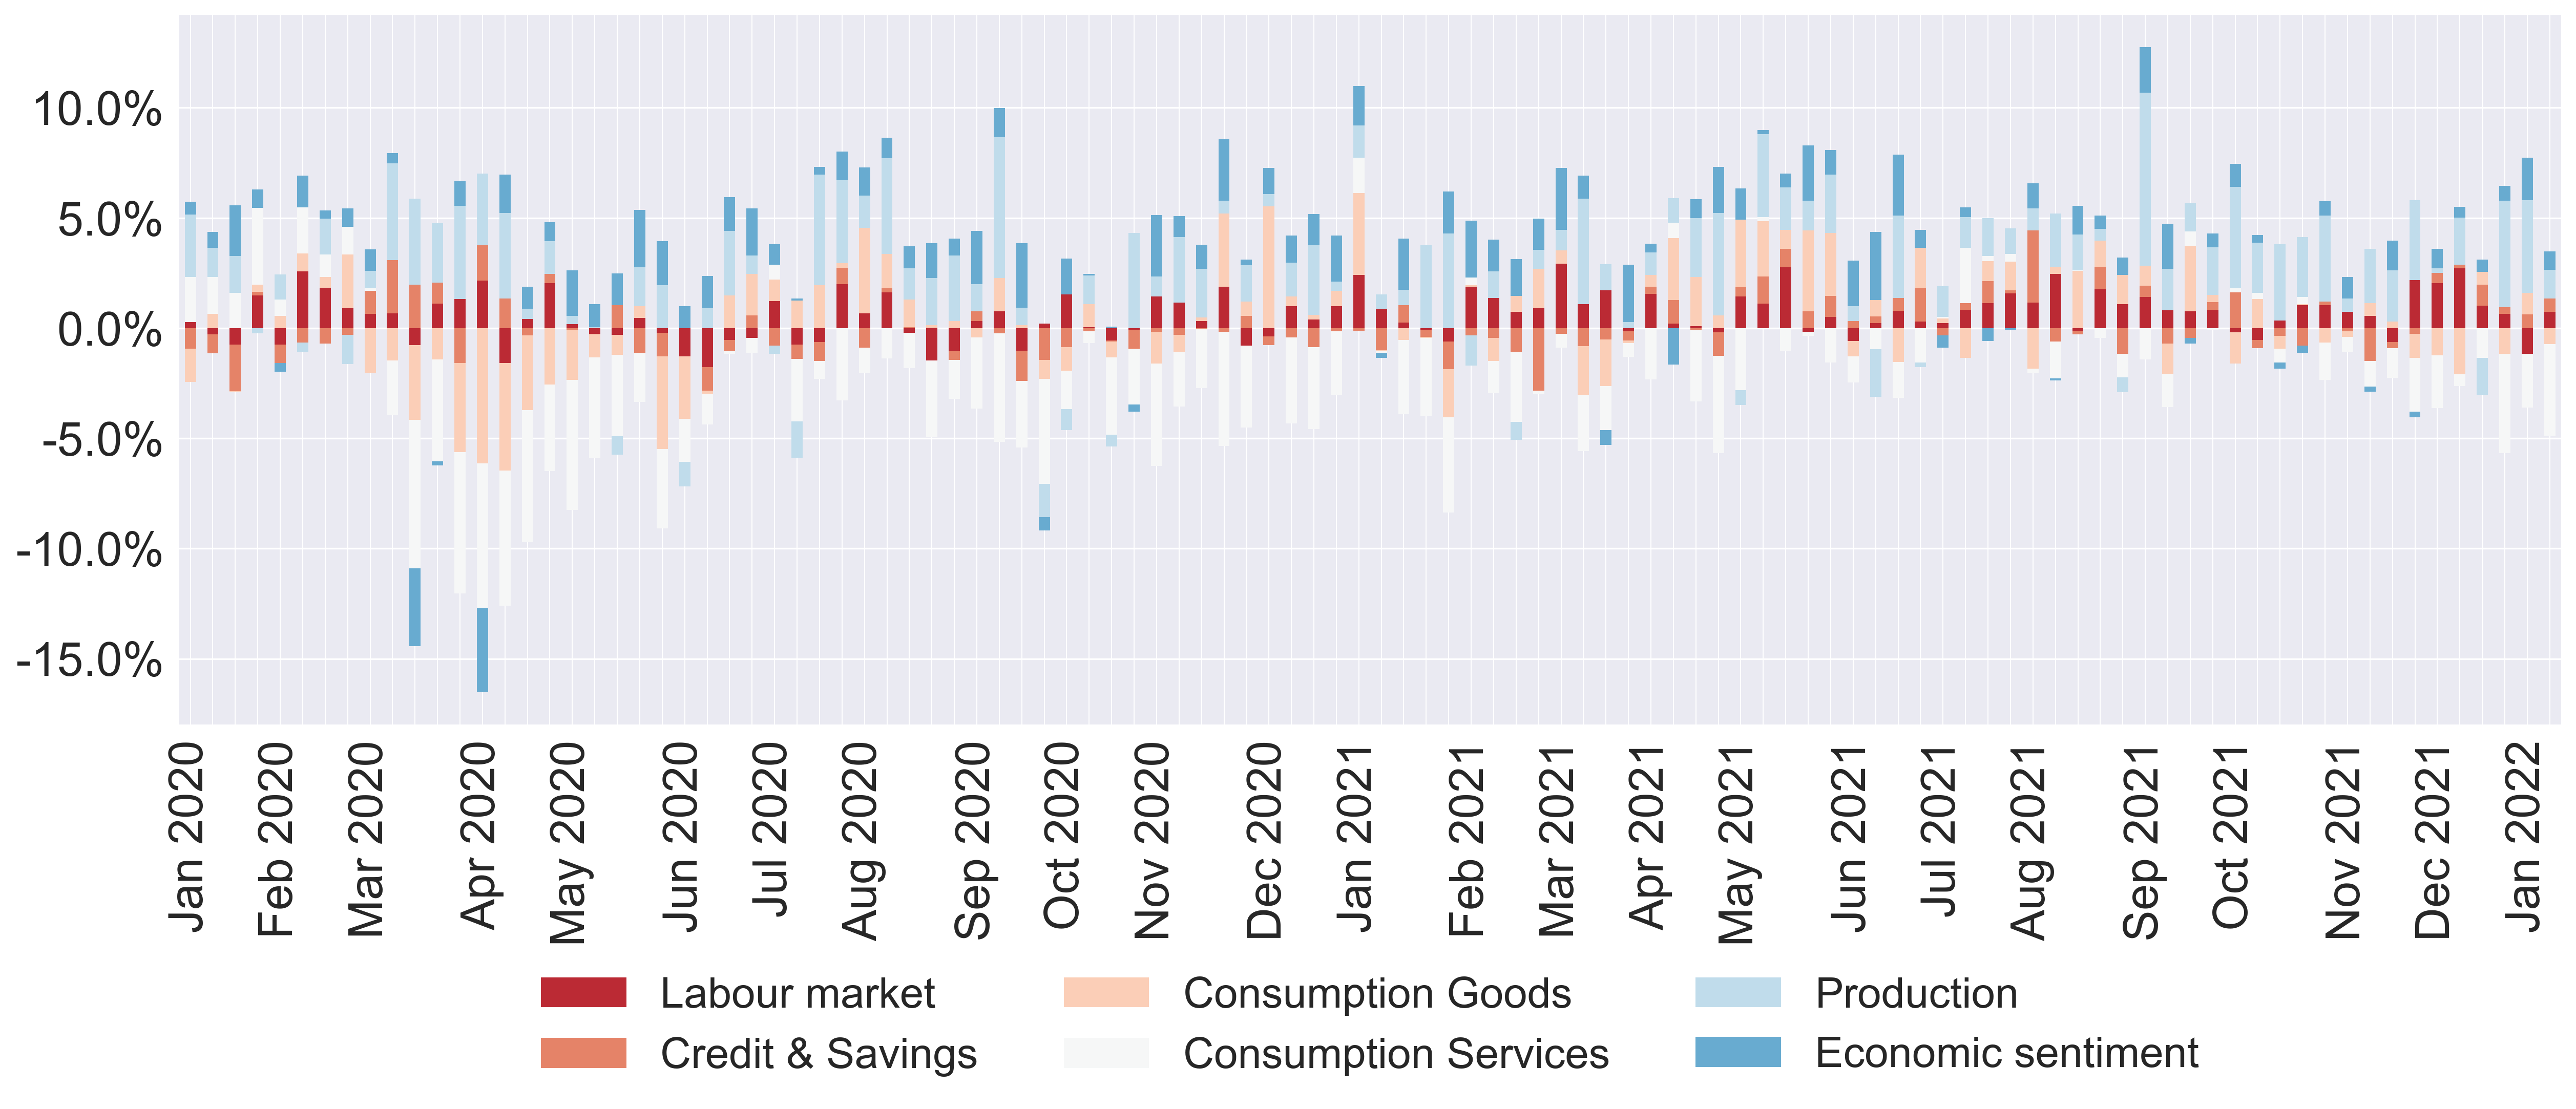 10.0%
5.0%
0.0%
-5.0%
-10.0%
-15.0%
Jan 2020
Feb 2020
Mar 2020
Apr 2020
May 2020
Jun 2020
Jul 2020
Aug 2020
Sep 2020
Oct 2020
Nov 2020
Dec 2020
Jan 2021
Feb 2021
Mar 2021
Apr 2021
May 2021
Jun 2021
Jul 2021
Aug 2021
Sep 2021
Oct 2021
Nov 2021
Dec 2021
Jan 2022
Labour market
Consumption Goods
Production
Credit & Savings
Consumption Services
Economic sentiment